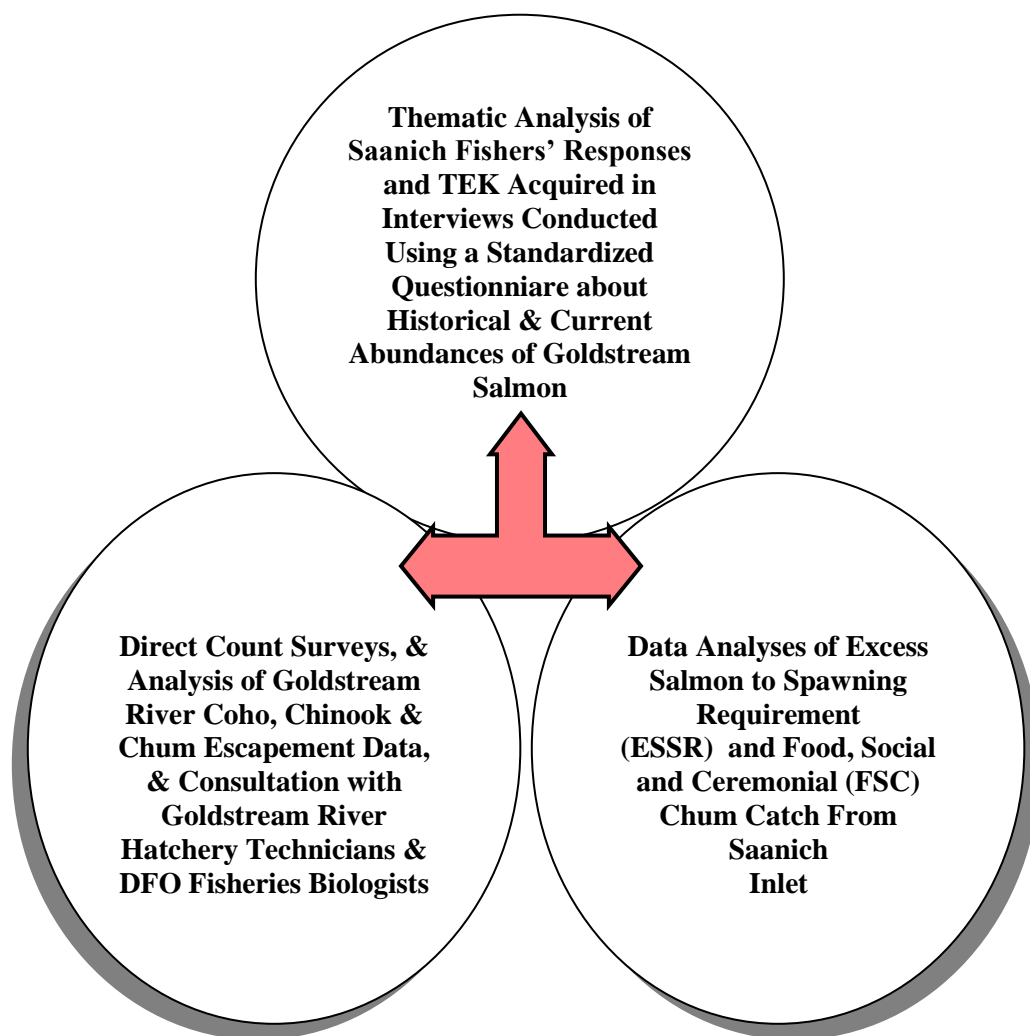 Thematic Analysis of
Saanich Fishers’ Responses
and TEK Acquired in
Interviews Conducted
Using a Standardized
Questionniare about
Historical & Current
Abundances of Goldstream
Salmon
Direct Count Surveys, &
Analysis of Goldstream
River Coho, Chinook &
Chum Escapement Data,
& Consultation with
Goldstream River
Hatchery Technicians &
DFO Fisheries Biologists
Data Analyses of Excess
Salmon to Spawning
Requirement
(ESSR) and Food, Social
and Ceremonial (FSC)
Chum Catch From
Saanich
Inlet